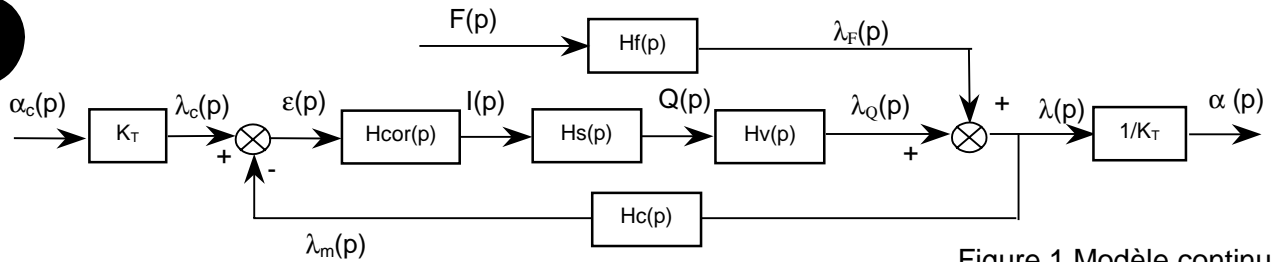 F(p) Hf(p) λF(p)
αc(p) KT λc(p) ε(p) Hcor(p) I(p) Hs(p) Q(p) Hv(p) λQ(p) + λ(p) 1/KT α (p)
+ - +
Hc(p)
λm(p)
Figure 1 Modèle continu